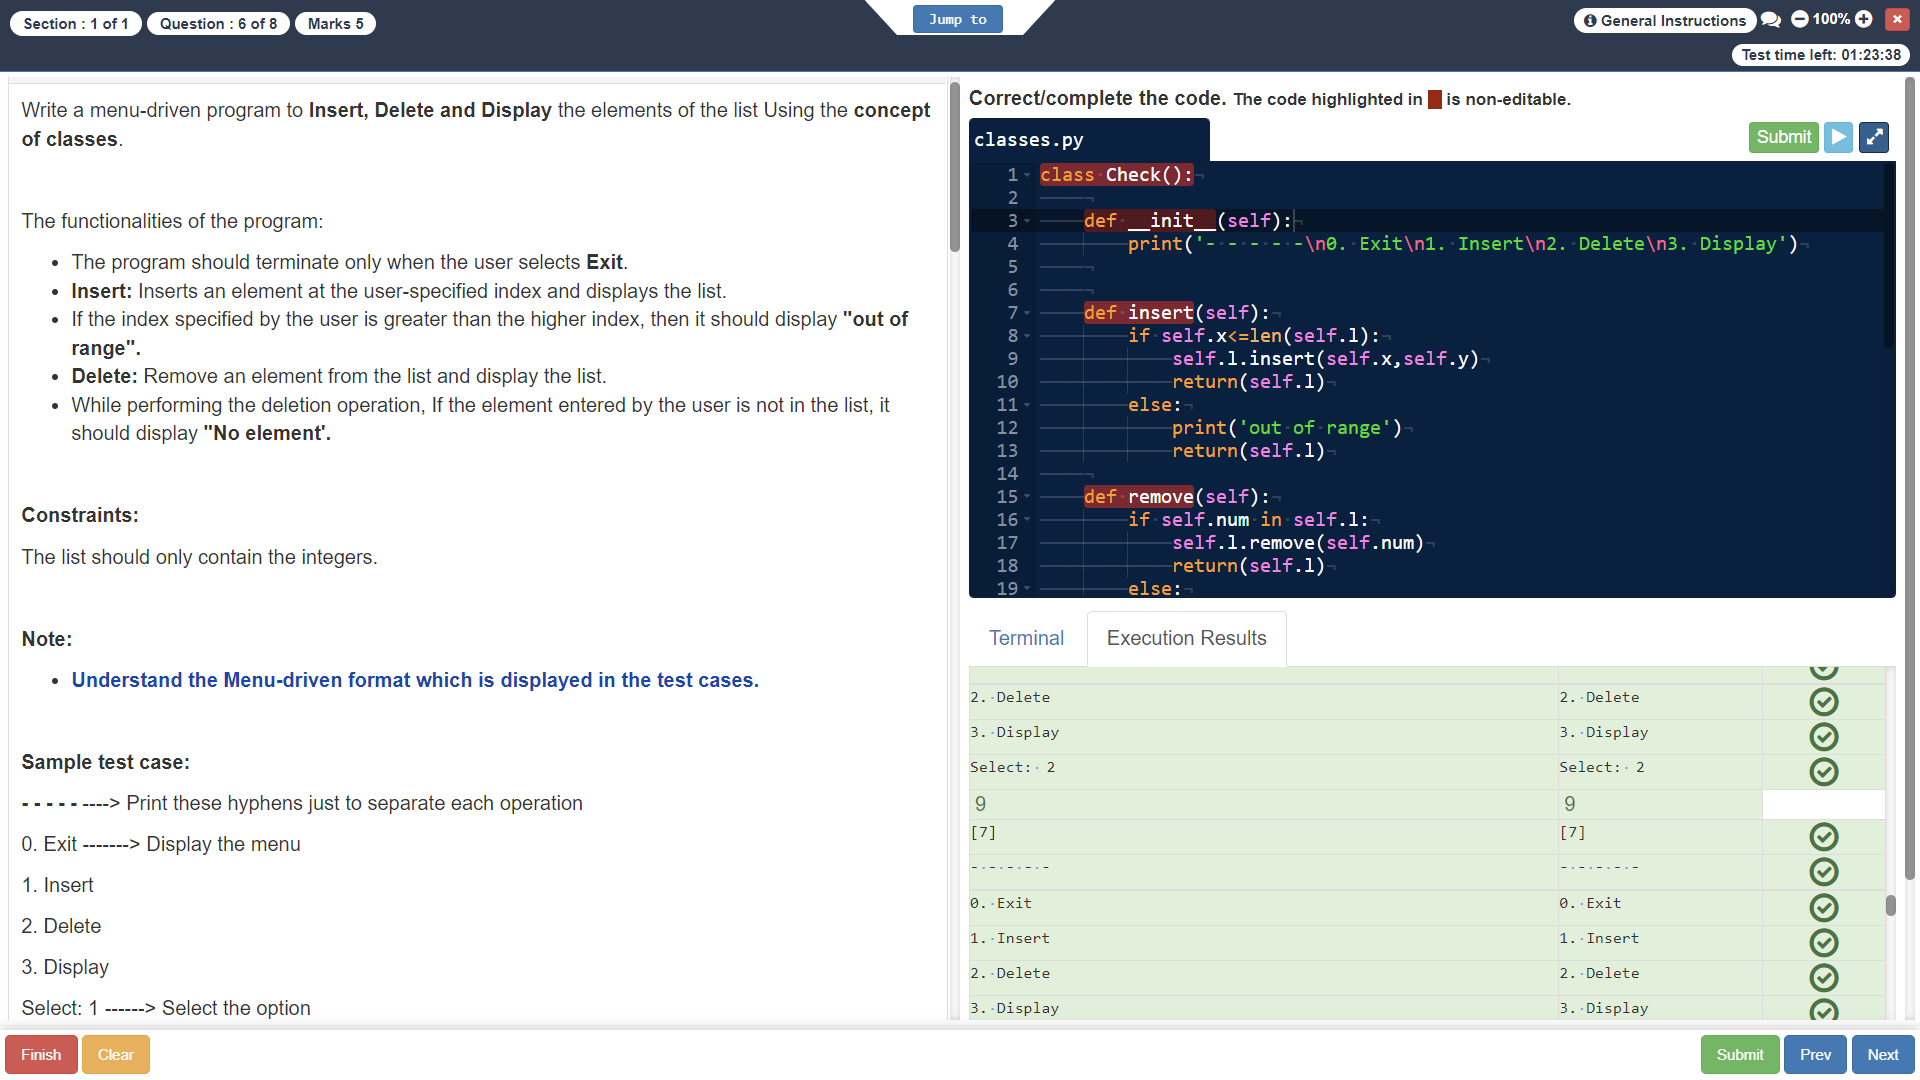 Section : 1 of 1
Question : 6 of 8
Marks 5
Jump to
General Instructions
100%
Test time left: 01:23:38
Write a menu-driven program to Insert, Delete and Display the elements of the list Using the concept
of classes.
The functionalities of the program:
• The program should terminate only when the user selects Exit.
• Insert: Inserts an element at the user-specified index and displays the list.
• If the index specified by the user is greater than the higher index, then it should display "out of
range".
• Delete: Remove an element from the list and display the list.
• While performing the deletion operation, If the element entered by the user is not in the list, it
should display "No element'.
Constraints:
The list should only contain the integers.
Note:
• Understand the Menu-driven format which is displayed in the test cases.
Sample test case:
- - - - - ----> Print these hyphens just to separate each operation
0. Exit -------> Display the menu
1. Insert
2. Delete
3. Display
Select: 1 ------> Select the option
Correct/complete the code. The code highlighted in is non-editable.
classes.py
Submit
1 class Check():
2
3 def __init__(self):
4 print('- - - - -\n0. Exit\n1. Insert\n2. Delete\n3. Display')
5
6
7 def insert(self):
8 if self.x<=len(self.l):
9 self.l.insert(self.x,self.y)
10 return(self.l)
11 else:
12 print('out of range')
13 return(self.l)
14
15 def remove(self):
16 if self.num in self.l:
17 self.l.remove(self.num)
18 return(self.l)
19 else:
Terminal
Execution Results
2. Delete 2. Delete
3. Display 3. Display
Select: 2 Select: 2
9 9
[7] [7]
- - - - - - - - - -
0. Exit 0. Exit
1. Insert 1. Insert
2. Delete 2. Delete
3. Display 3. Display
Finish
Clear
Submit
Prev
Next